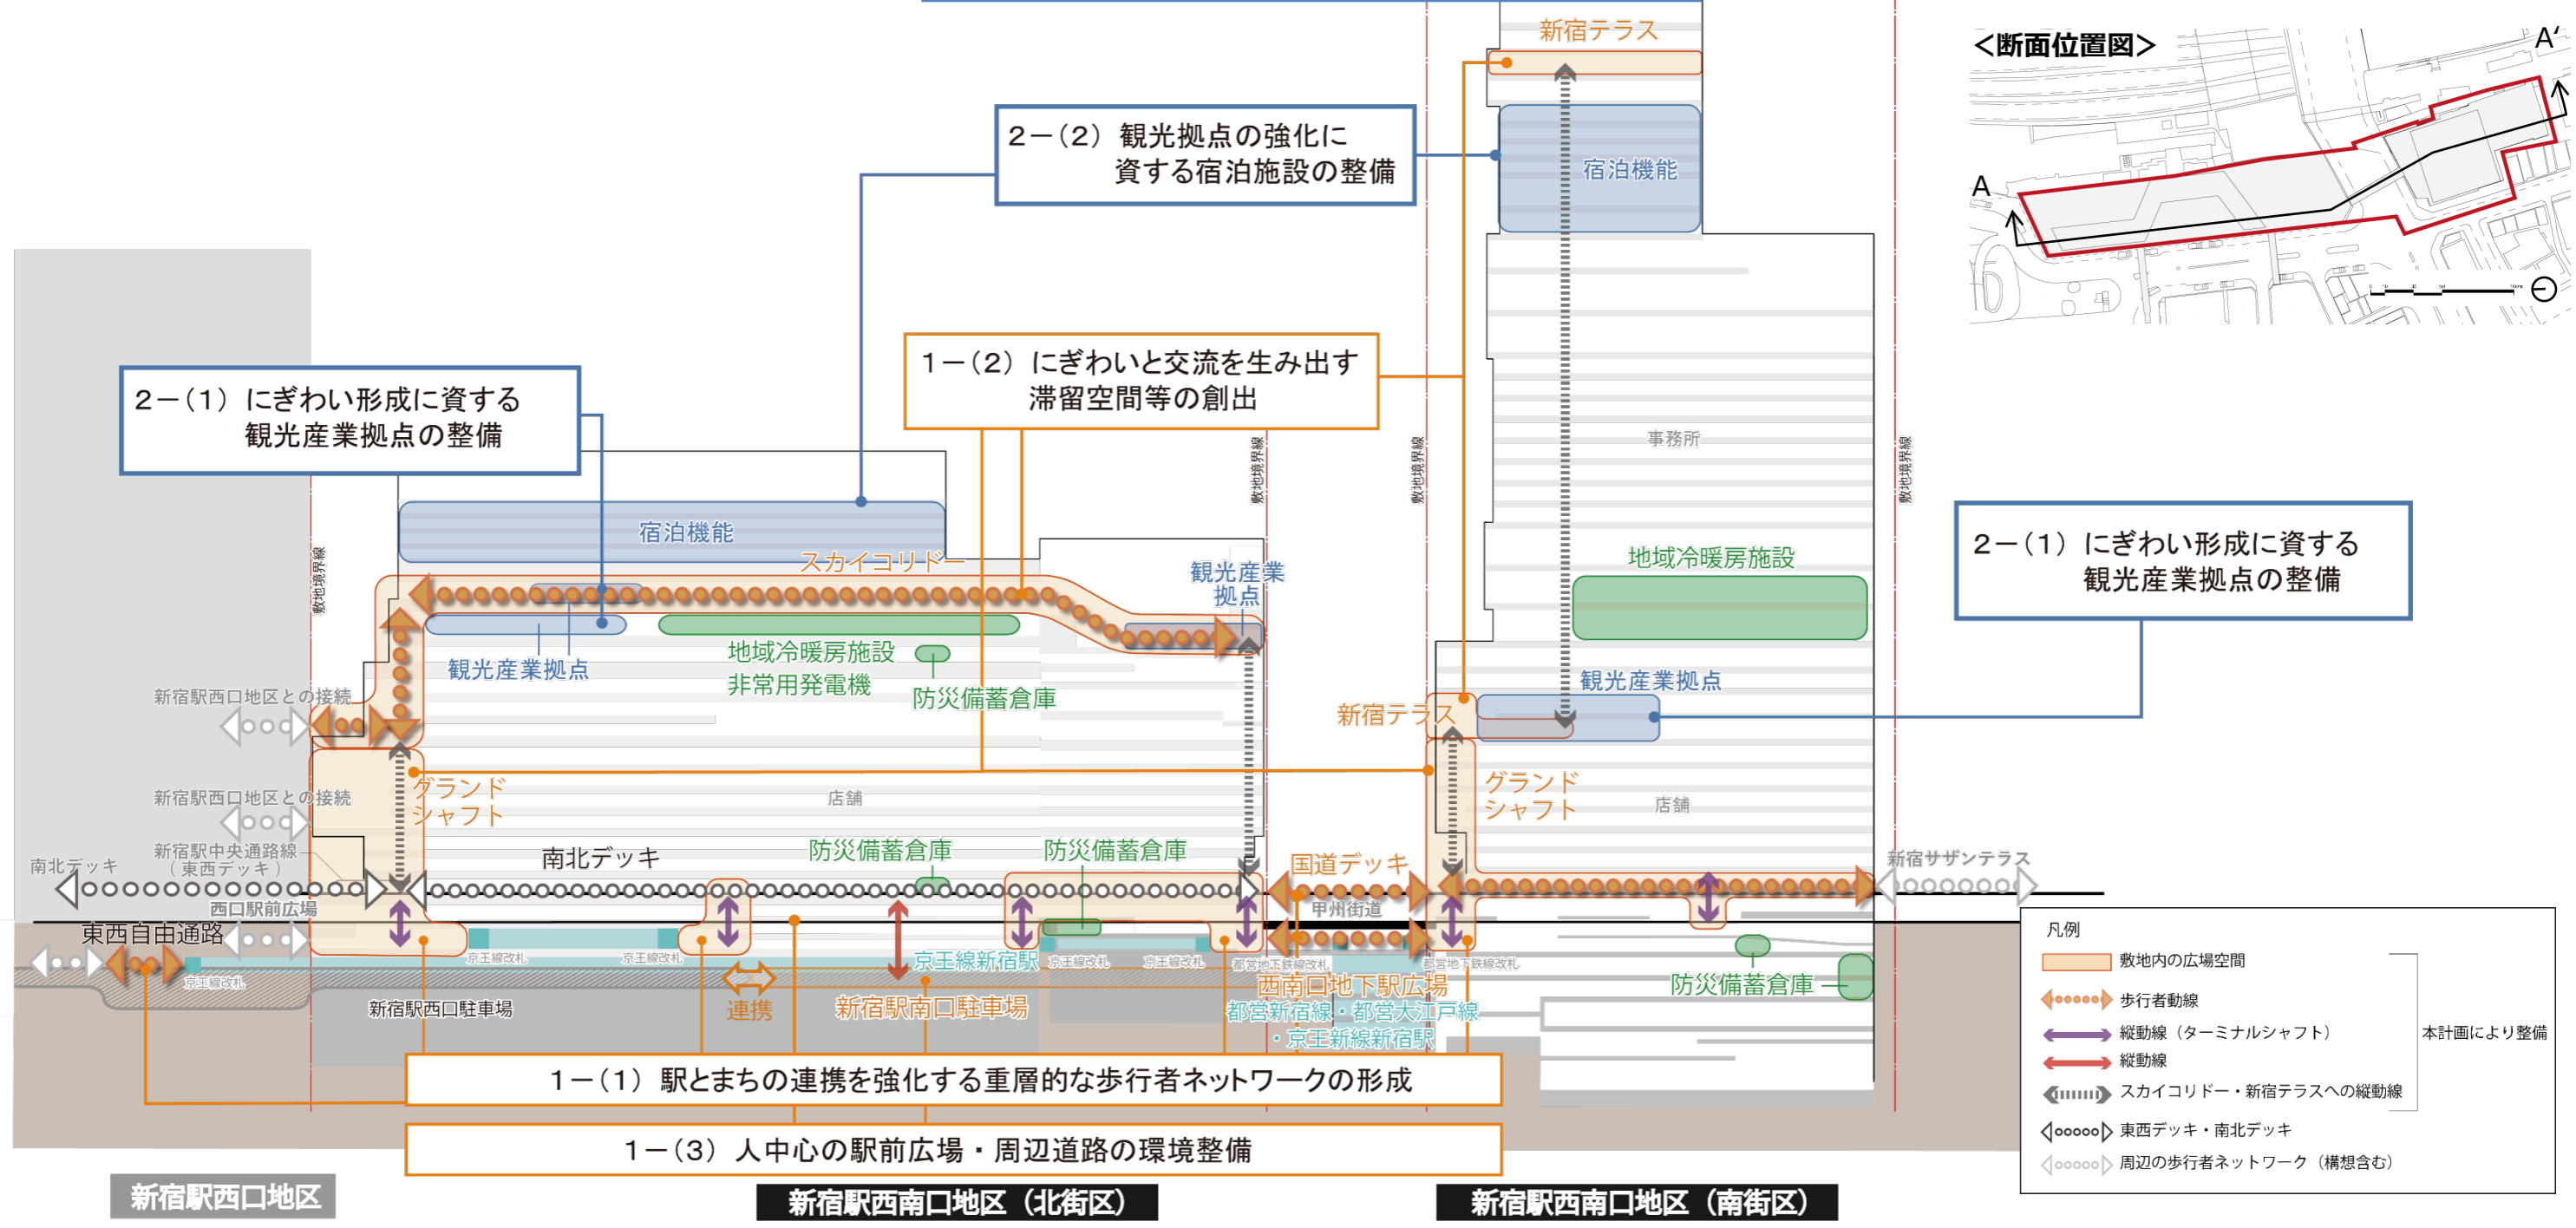 新宿テラス
<断面位置図>
A'
A
2－(2) 観光拠点の強化に
資する宿泊施設の整備
宿泊機能
1－(2) にぎわいと交流を生み出す
滞留空間等の創出
2－(1) にぎわい形成に資する
観光産業拠点の整備
事務所
敷地境界線
敷地境界線
敷地境界線
敷地境界線
宿泊機能
スカイコリドー
観光産業
拠点
地域冷暖房施設
2－(1) にぎわい形成に資する
観光産業拠点の整備
観光産業拠点
地域冷暖房施設
非常用発電機
防災備蓄倉庫
観光産業拠点
新宿テラス
新宿駅西口地区との接続
グランド
シャフト
店舗
グランド
シャフト
店舗
新宿駅西口地区との接続
新宿駅中央通路線
(東西デッキ)
南北デッキ
南北デッキ
防災備蓄倉庫
防災備蓄倉庫
国道デッキ
新宿サザンテラス
西口駅前広場
甲州街道
東西自由通路
京王線改札
京王線改札
京王線改札
京王線新宿駅
京王線改札
京王線改札
都営地下鉄線改札
都営地下鉄線改札
新宿駅西口駐車場
連携
新宿駅南口駐車場
西南口地下駅広場
都営新宿線・都営大江戸線
・京王新線新宿駅
防災備蓄倉庫
1－(1) 駅とまちの連携を強化する重層的な歩行者ネットワークの形成
1－(3) 人中心の駅前広場・周辺道路の環境整備
新宿駅西口地区
新宿駅西南口地区（北街区）
新宿駅西南口地区（南街区）
凡例
敷地内の広場空間
歩行者動線
縦動線（ターミナルシャフト）
縦動線
スカイコリドー・新宿テラスへの縦動線
本計画により整備
東西デッキ・南北デッキ
周辺の歩行者ネットワーク（構想含む）